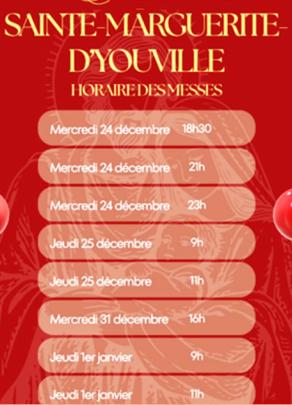 SAINTE-MARGUERITE-
D'YOUVILLE
HORAIRE DES MESSES
Mercredi 24 décembre 18h30
Mercredi 24 décembre 21h
Mercredi 24 décembre 23h
Jeudi 25 décembre 9h
Jeudi 25 décembre 11h
Mercredi 31 décembre 16h
Jeudi 1er janvier 9h
Jeudi 1er janvier 11h